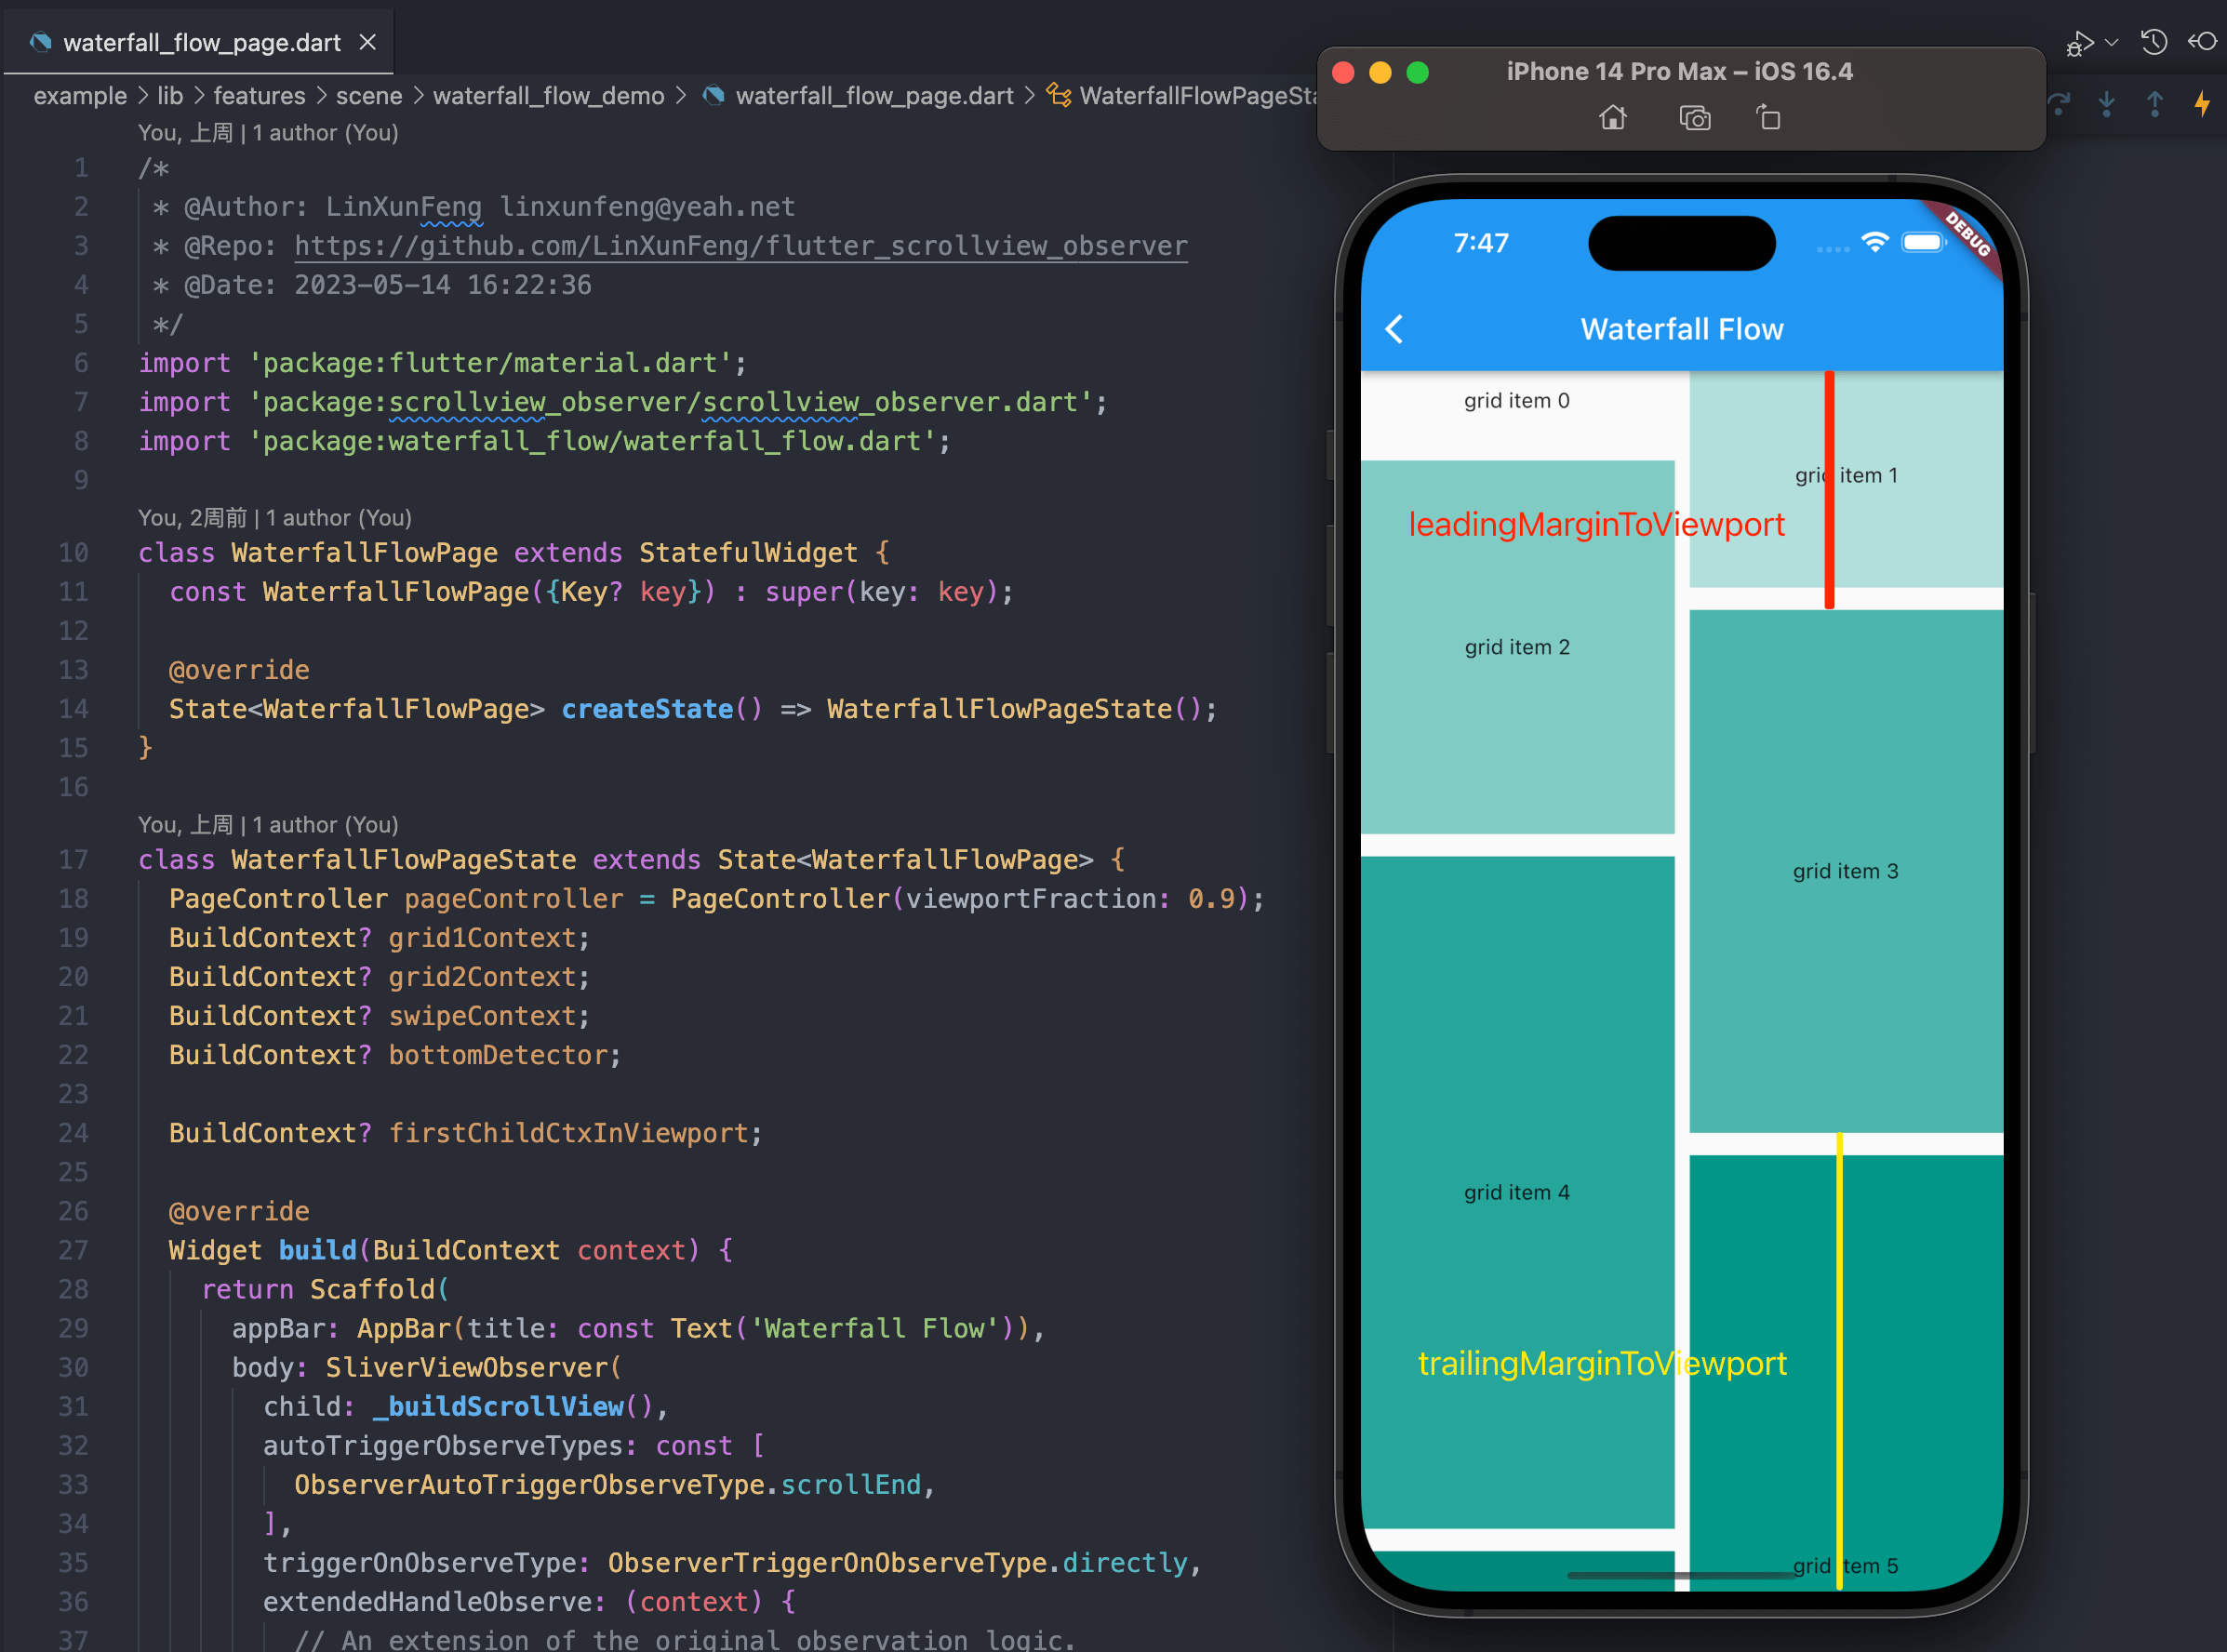 waterfall_flow_page.dart
example > lib > features > scene > waterfall_flow_demo > waterfall_flow_page.dart > WaterfallFlowPageSta
You, 上周 | 1 author (You)
1 /*
2 * @Author: LinXunFeng linxunfeng@yeah.net
3 * @Repo: https://github.com/LinXunFeng/flutter_scrollview_observer
4 * @Date: 2023-05-14 16:22:36
5 */
6 import 'package:flutter/material.dart';
7 import 'package:scrollview_observer/scrollview_observer.dart';
8 import 'package:waterfall_flow/waterfall_flow.dart';
9
You, 2周前 | 1 author (You)
10 class WaterfallFlowPage extends StatefulWidget {
11 const WaterfallFlowPage({Key? key}) : super(key: key);
12
13 @override
14 State<WaterfallFlowPage> createState() => WaterfallFlowPageState();
15 }
16
You, 上周 | 1 author (You)
17 class WaterfallFlowPageState extends State<WaterfallFlowPage> {
18 PageController pageController = PageController(viewportFraction: 0.9);
19 BuildContext? grid1Context;
20 BuildContext? grid2Context;
21 BuildContext? swipeContext;
22 BuildContext? bottomDetector;
23
24 BuildContext? firstChildCtxInViewport;
25
26 @override
27 Widget build(BuildContext context) {
28 return Scaffold(
29 appBar: AppBar(title: const Text('Waterfall Flow')),
30 body: SliverViewObserver(
31 child: _buildScrollView(),
32 autoTriggerObserveTypes: const [
33 ObserverAutoTriggerObserveType.scrollEnd,
34 ],
35 triggerOnObserveType: ObserverTriggerOnObserveType.directly,
36 extendedHandleObserve: (context) {
37 // An extension of the original observation logic.
iPhone 14 Pro Max – iOS 16.4
7:47
DEBUG
Waterfall Flow
grid item 0
grid item 1
leadingMarginToViewport
grid item 2
grid item 3
grid item 4
trailingMarginToViewport
grid item 5